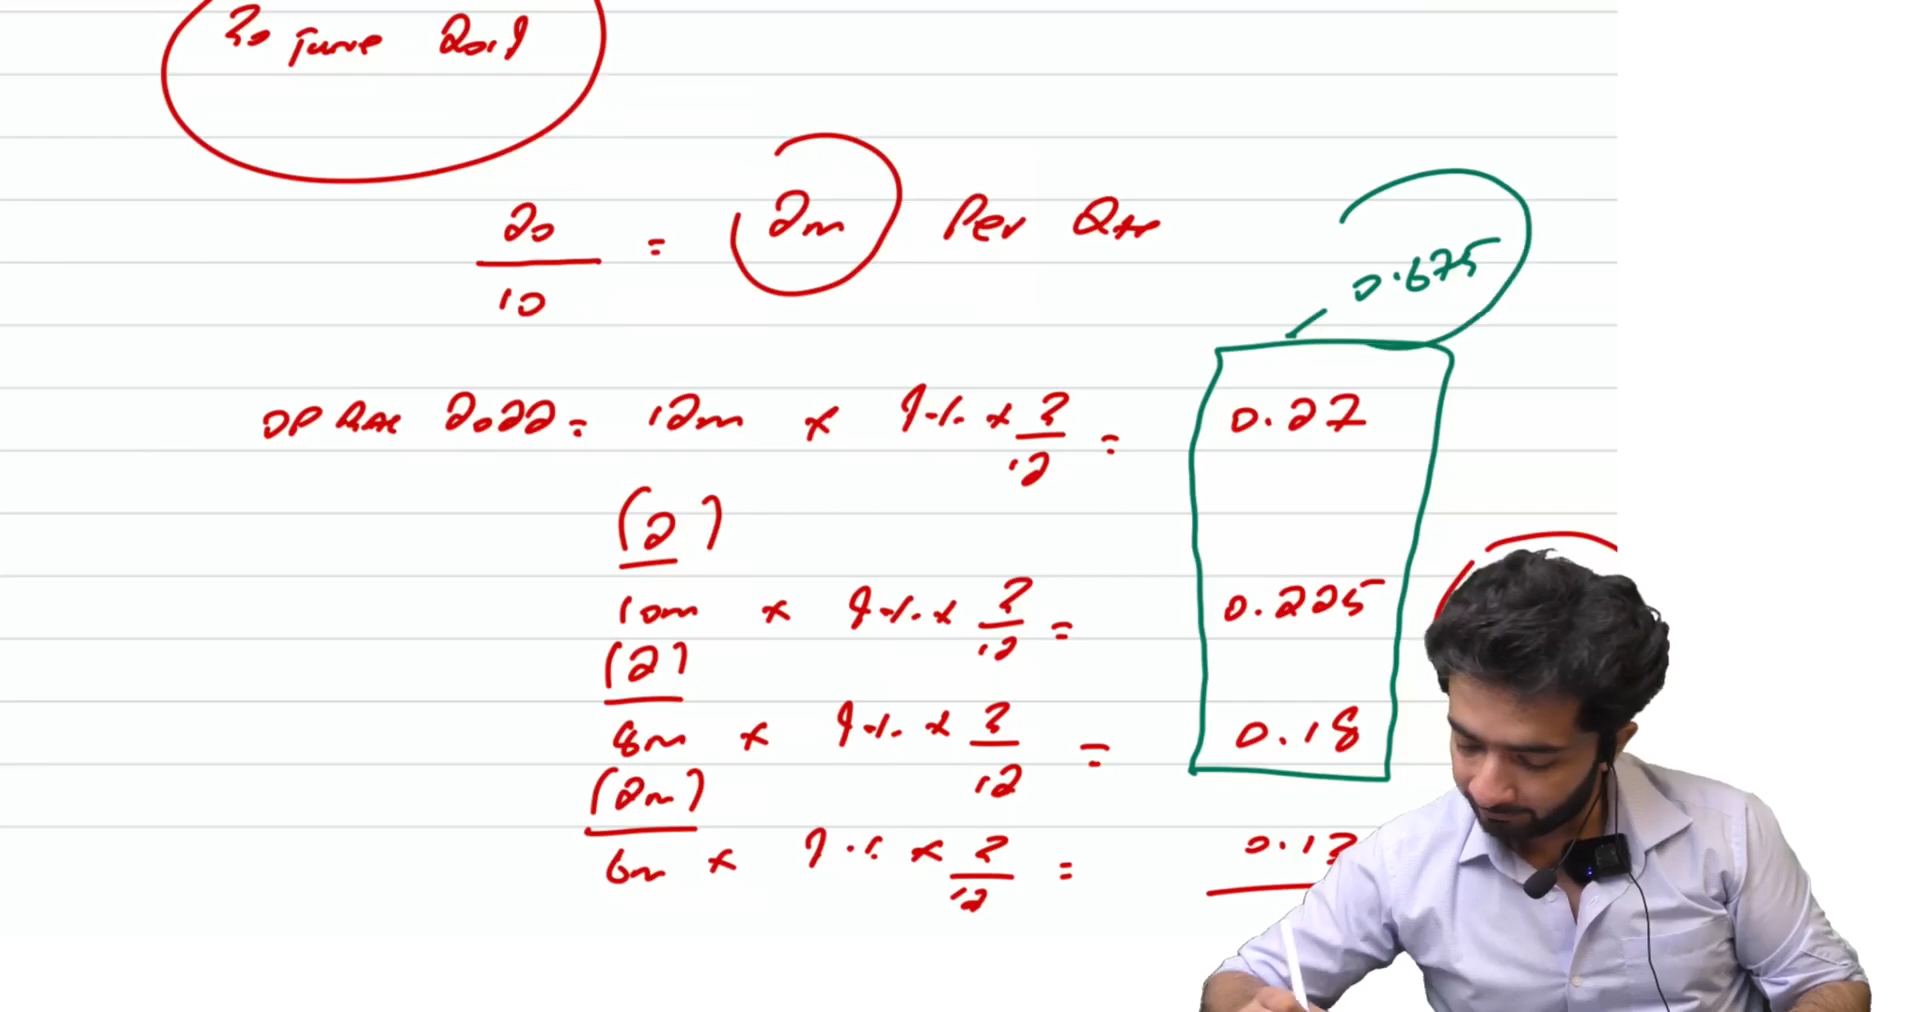 30 June 2019
20
10
= 2m Per Qtr
0.675
2022 = 12m × 9% × 3/12 = 0.27
(2)
10m × 9% × 3/12 = 0.225
(2)
8m × 9% × 3/12 = 0.18
(2m)
6m × 9% × 3/12 = 0.13